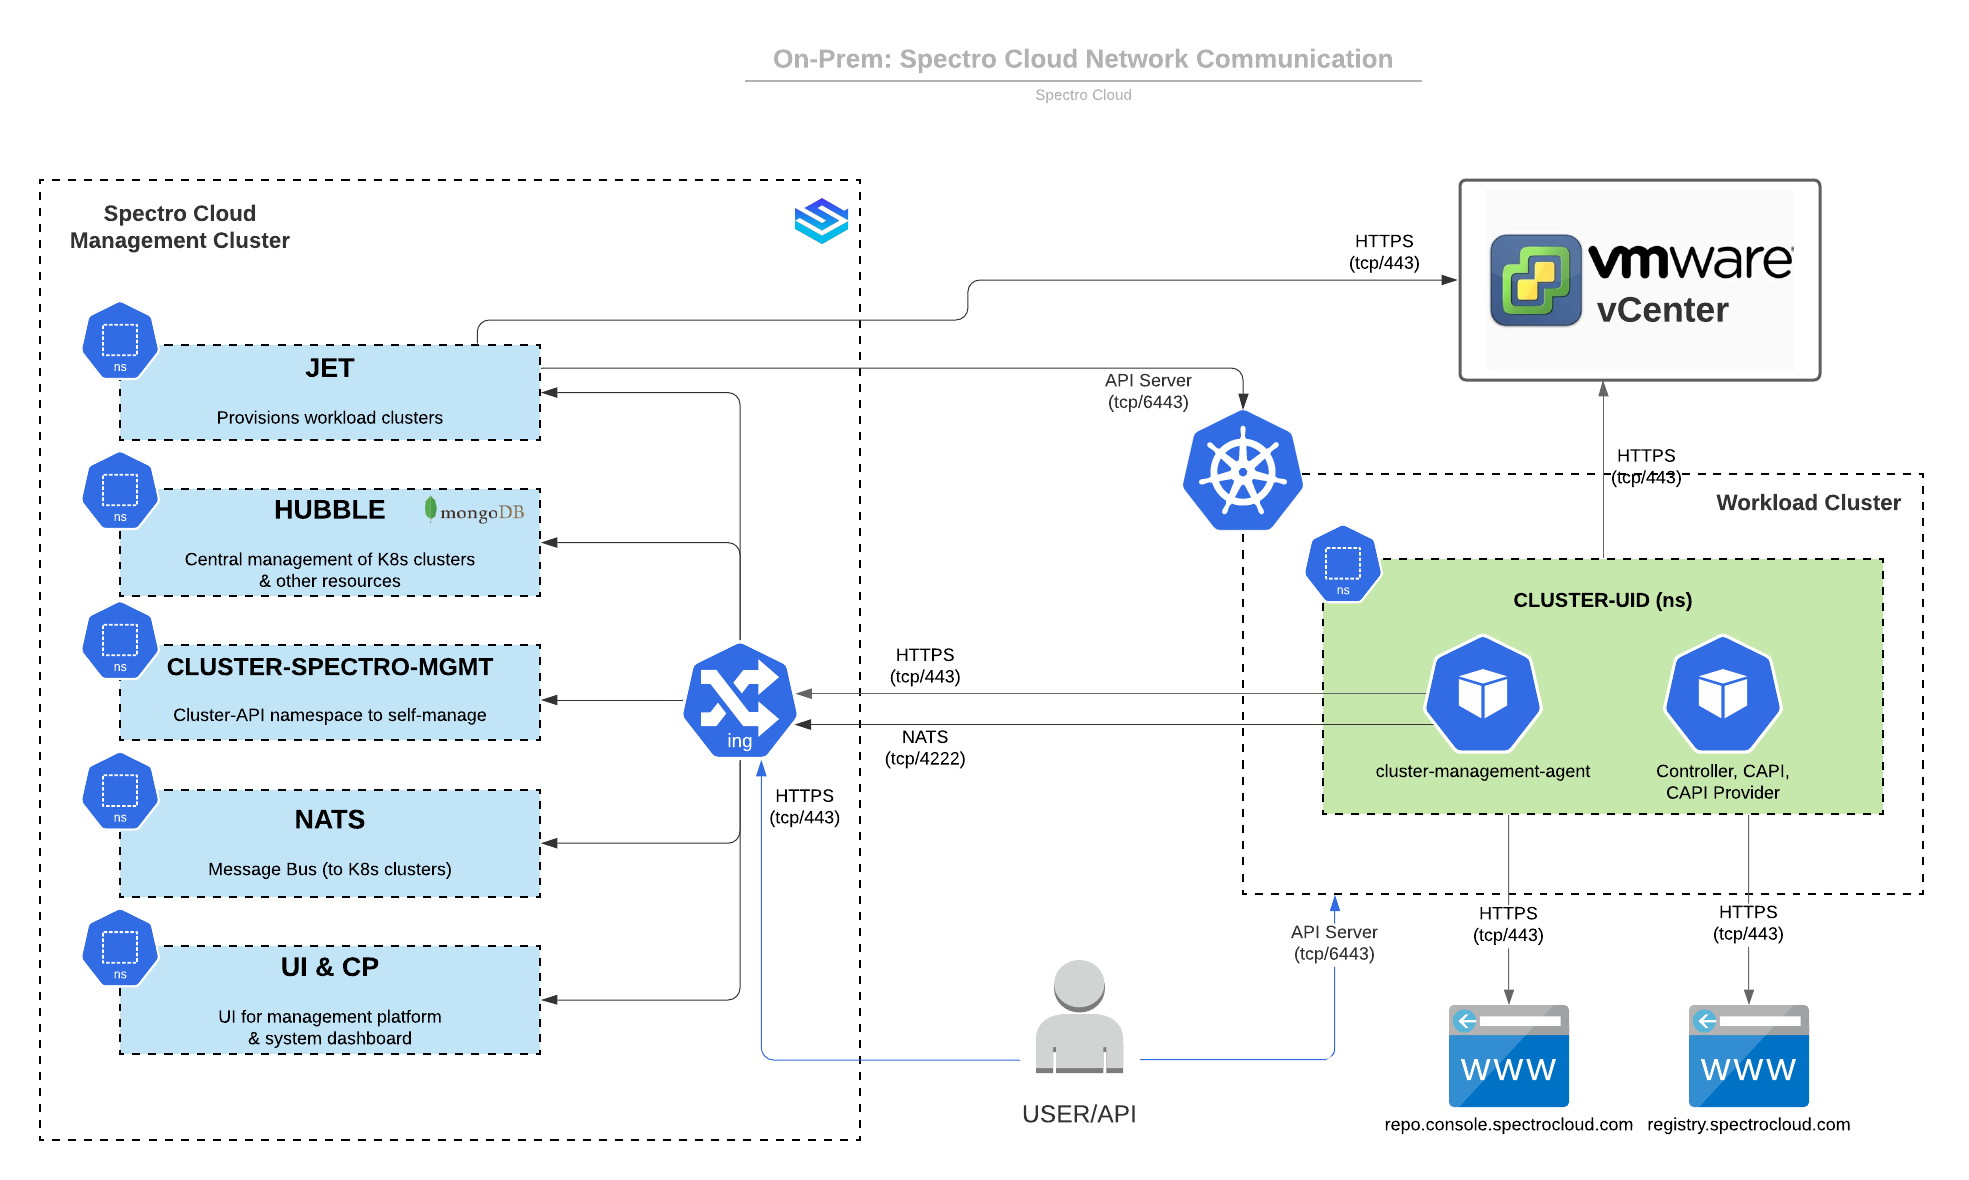 On-Prem: Spectro Cloud Network Communication
Spectro Cloud
Spectro Cloud
Management Cluster
ns
JET
Provisions workload clusters
ns
HUBBLE
mongoDB
Central management of K8s clusters
& other resources
ns
CLUSTER-SPECTRO-MGMT
Cluster-API namespace to self-manage
ns
NATS
Message Bus (to K8s clusters)
ns
UI & CP
UI for management platform
& system dashboard
ing
HTTPS
(tcp/443)
HTTPS
(tcp/443)
NATS
(tcp/4222)
HTTPS
(tcp/443)
vmware
vCenter
API Server
(tcp/6443)
HTTPS
(tcp/443)
Workload Cluster
ns
CLUSTER-UID (ns)
cluster-management-agent
Controller, CAPI,
CAPI Provider
USER/API
API Server
(tcp/6443)
HTTPS
(tcp/443)
HTTPS
(tcp/443)
WWW
WWW
repo.console.spectrocloud.com
registry.spectrocloud.com